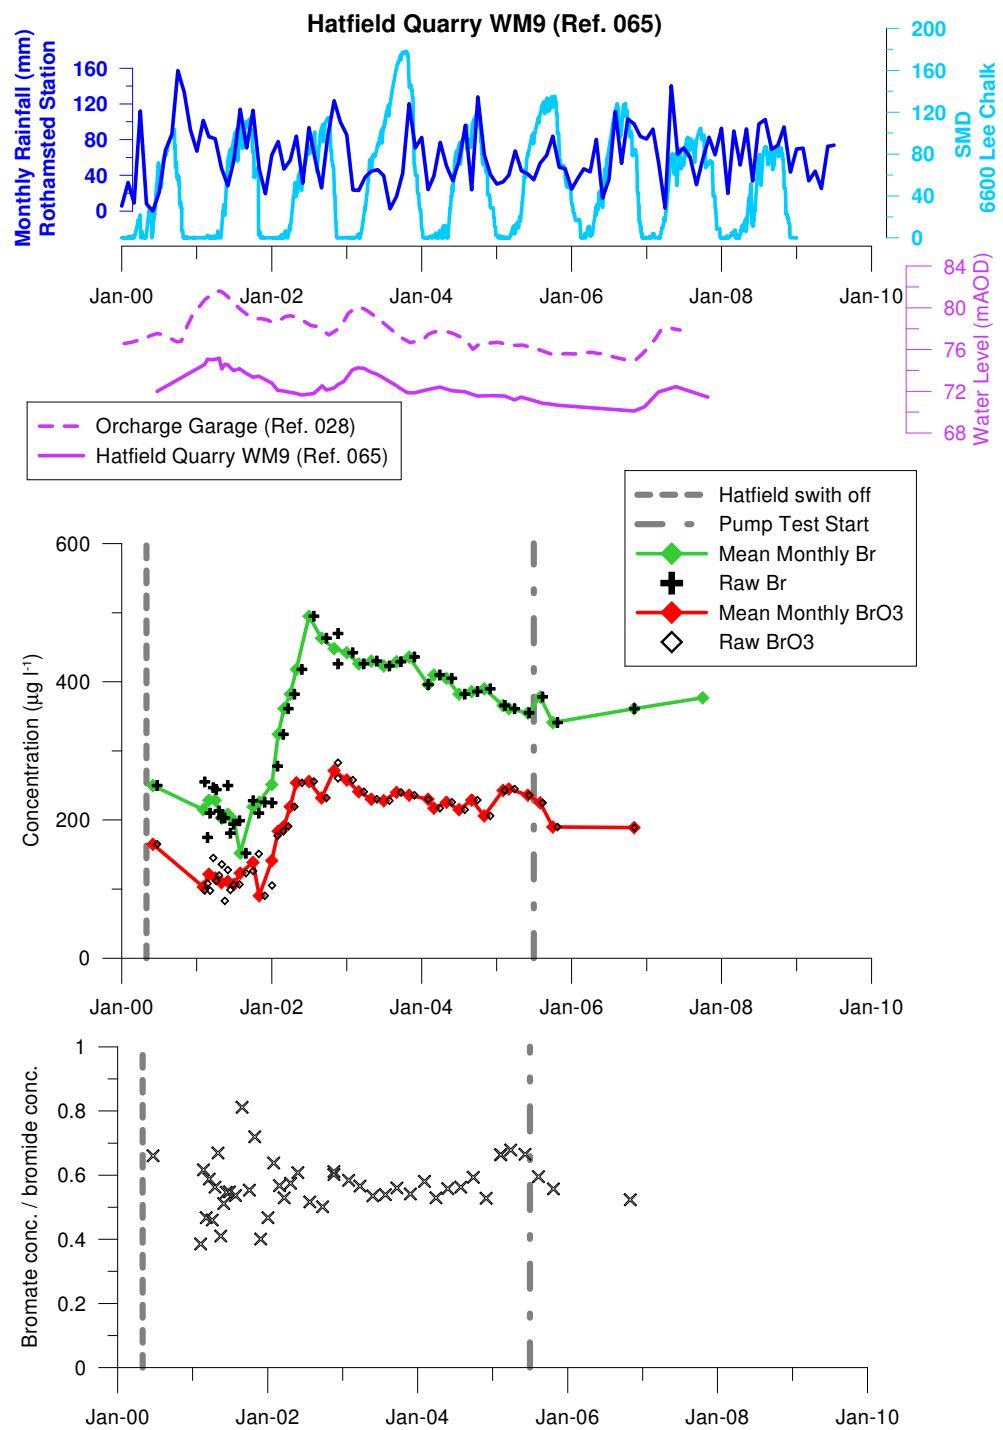 Hatfield Quarry WM9 (Ref. 065)
Monthly Rainfall (mm)
Rothamsted Station
160
120
80
40
0
200
160
120
80
40
0
SMD
6600 Lee Chalk
Jan-00 Jan-02 Jan-04 Jan-06 Jan-08 Jan-10
84
80
76
72
68
Water Level (mAOD)
Orcharge Garage (Ref. 028)
Hatfield Quarry WM9 (Ref. 065)
Hatfield swith off
Pump Test Start
Mean Monthly Br
Raw Br
Mean Monthly BrO3
Raw BrO3
Concentration (µg l-1)
600
400
200
0
Jan-00 Jan-02 Jan-04 Jan-06 Jan-08 Jan-10
Bromate conc. / bromide conc.
1
0.8
0.6
0.4
0.2
0
Jan-00 Jan-02 Jan-04 Jan-06 Jan-08 Jan-10